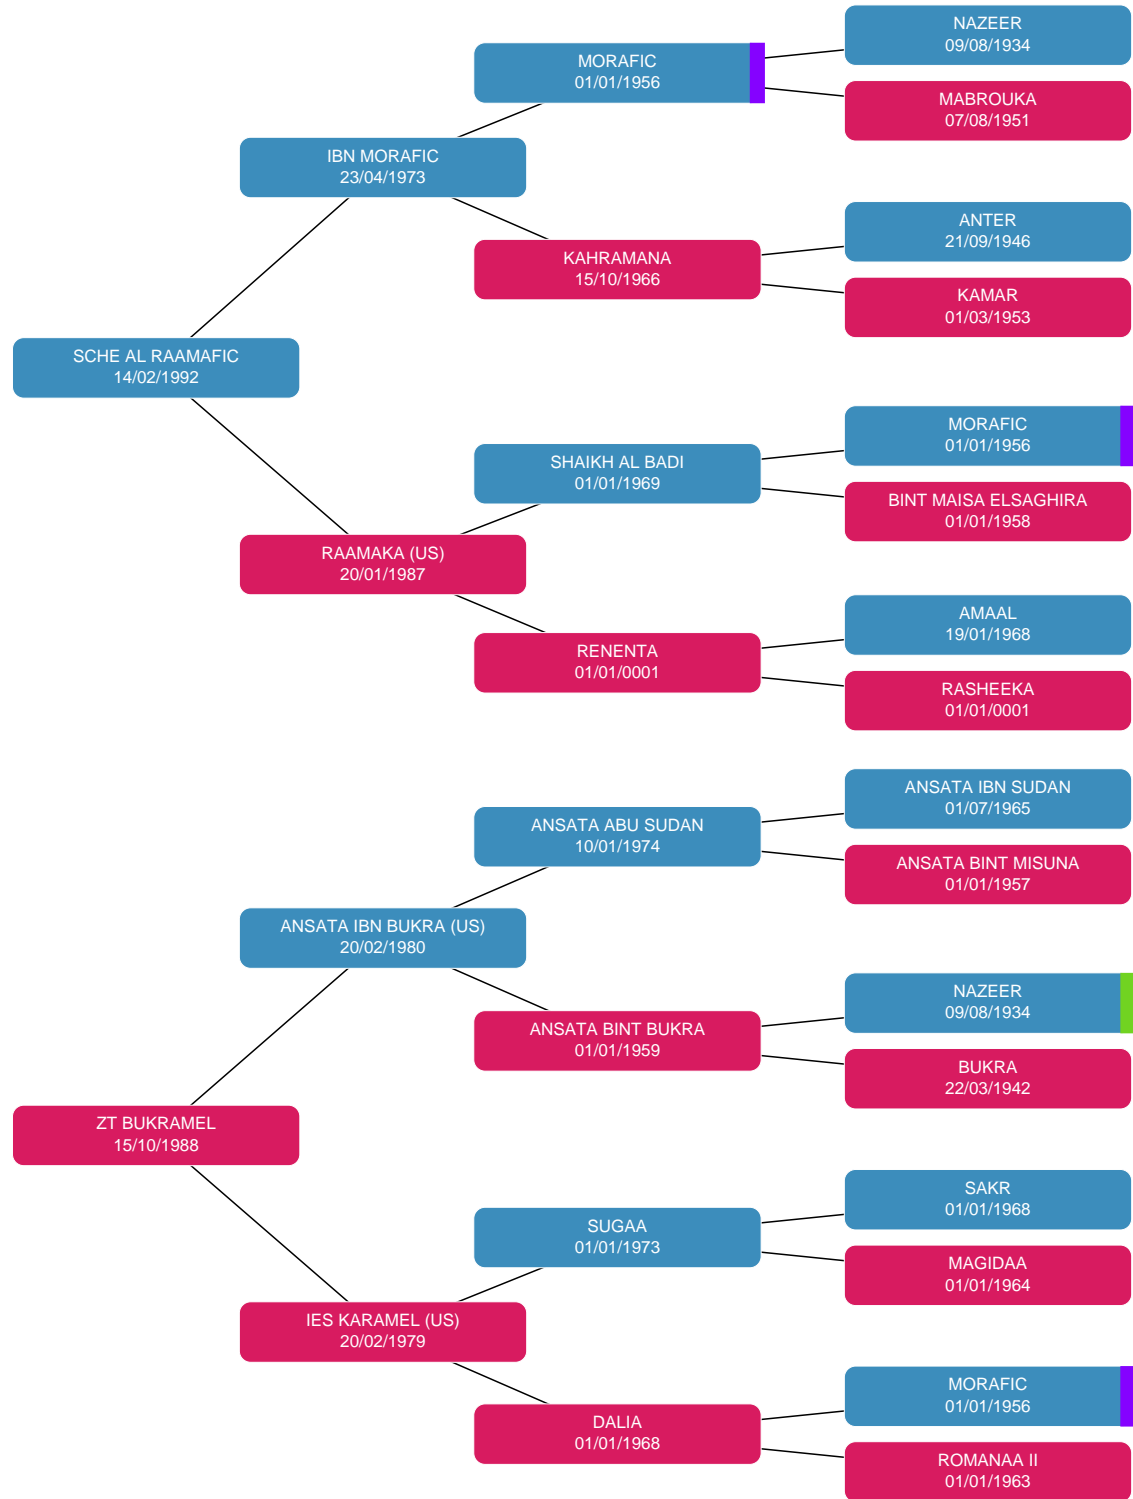 NAZEER
09/08/1934
MORAFIC
01/01/1956
MABROUKA
07/08/1951
IBN MORAFIC
23/04/1973
ANTER
21/09/1946
KAHRAMANA
15/10/1966
KAMAR
01/03/1953
SCHE AL RAAMAFIC
14/02/1992
MORAFIC
01/01/1956
SHAIKH AL BADI
01/01/1969
BINT MAISA ELSAGHIRA
01/01/1958
RAAMAKA (US)
20/01/1987
AMAAL
19/01/1968
RENENTA
01/01/0001
RASHEEKA
01/01/0001
ANSATA IBN SUDAN
01/07/1965
ANSATA ABU SUDAN
10/01/1974
ANSATA BINT MISUNA
01/01/1957
ANSATA IBN BUKRA (US)
20/02/1980
NAZEER
09/08/1934
ANSATA BINT BUKRA
01/01/1959
BUKRA
22/03/1942
ZT BUKRAMEL
15/10/1988
SAKR
01/01/1968
SUGAA
01/01/1973
MAGIDAA
01/01/1964
IES KARAMEL (US)
20/02/1979
MORAFIC
01/01/1956
DALIA
01/01/1968
ROMANAA II
01/01/1963